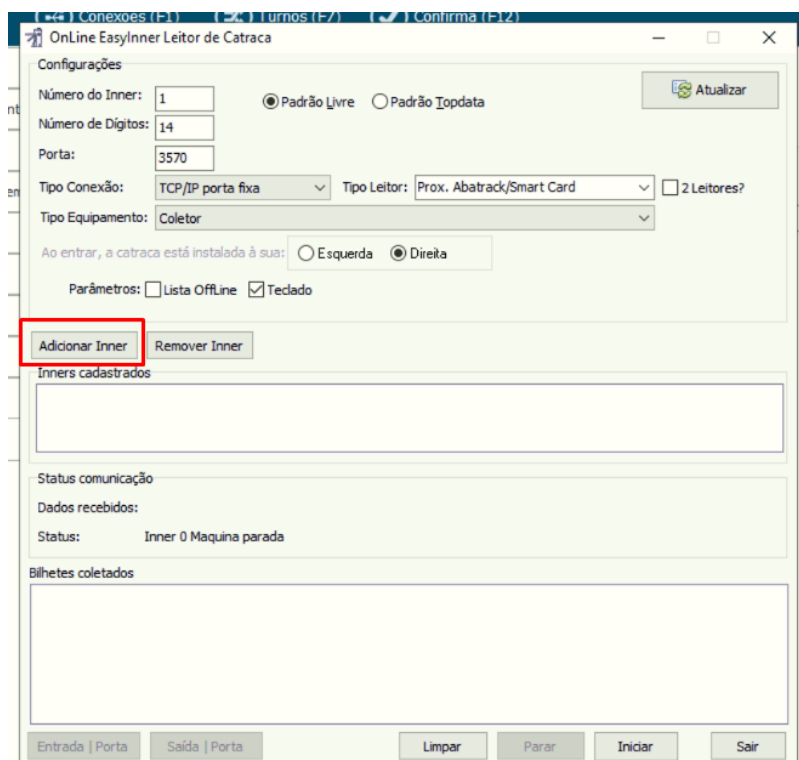 Conexões (F1) Turnos (F7) Confirma (F12)
OnLine EasyInner Leitor de Catraca
Configurações
Número do Inner: 1 Padrão Livre Padrão Topdata Atualizar
Número de Dígitos: 14
Porta: 3570
Tipo Conexão: TCP/IP porta fixa Tipo Leitor: Prox. Abatrack/Smart Card 2 Leitores?
Tipo Equipamento: Coletor
Ao entrar, a catraca está instalada à sua: Esquerda Direita
Parâmetros: Lista OffLine Teclado
Adicionar Inner Remover Inner
Inners cadastrados
Status comunicação
Dados recebidos:
Status: Inner 0 Maquina parada
Bilhetes coletados
Entrada | Porta Saída | Porta Limpar Parar Iniciar Sair